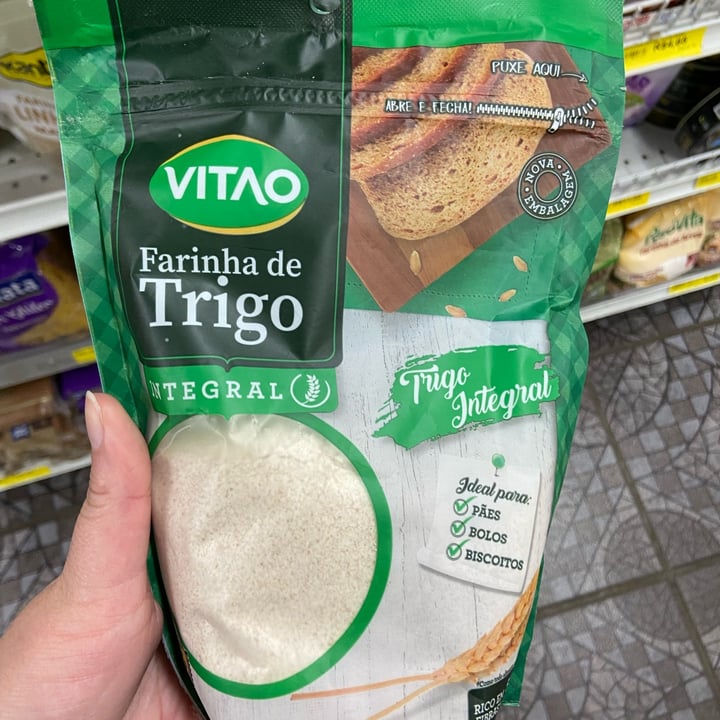 PUXE AQUI
ABRE E FECHA!
NOVA
EMBALAGEM
VITAO
Farinha de
Trigo
INTEGRAL
Trigo
Integral
Ideal para:
PÃES
BOLOS
BISCOITOS
RICO EM
FIBRAS